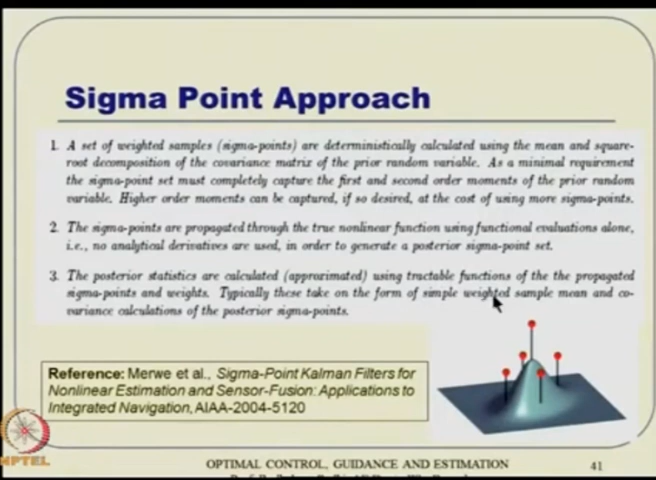 Sigma Point Approach
1. A set of weighted samples (sigma-points) are deterministically calculated using the mean and square-
root decomposition of the covariance matrix of the prior random variable. As a minimal requirement
the sigma-point set must completely capture the first and second order moments of the prior random
variable. Higher order moments can be captured, if so desired, at the cost of using more sigma-points.
2. The sigma-points are propagated through the true nonlinear function using functional evaluations alone,
i.e., no analytical derivatives are used, in order to generate a posterior sigma-point set.
3. The posterior statistics are calculated (approximated) using tractable functions of the the propagated
sigma-points and weights. Typically these take on the form of simple weighted sample mean and co-
variance calculations of the posterior sigma-points.
Reference: Merwe et al., Sigma-Point Kalman Filters for
Nonlinear Estimation and Sensor-Fusion: Applications to
Integrated Navigation, AIAA-2004-5120
NPTEL
OPTIMAL CONTROL, GUIDANCE AND ESTIMATION
41